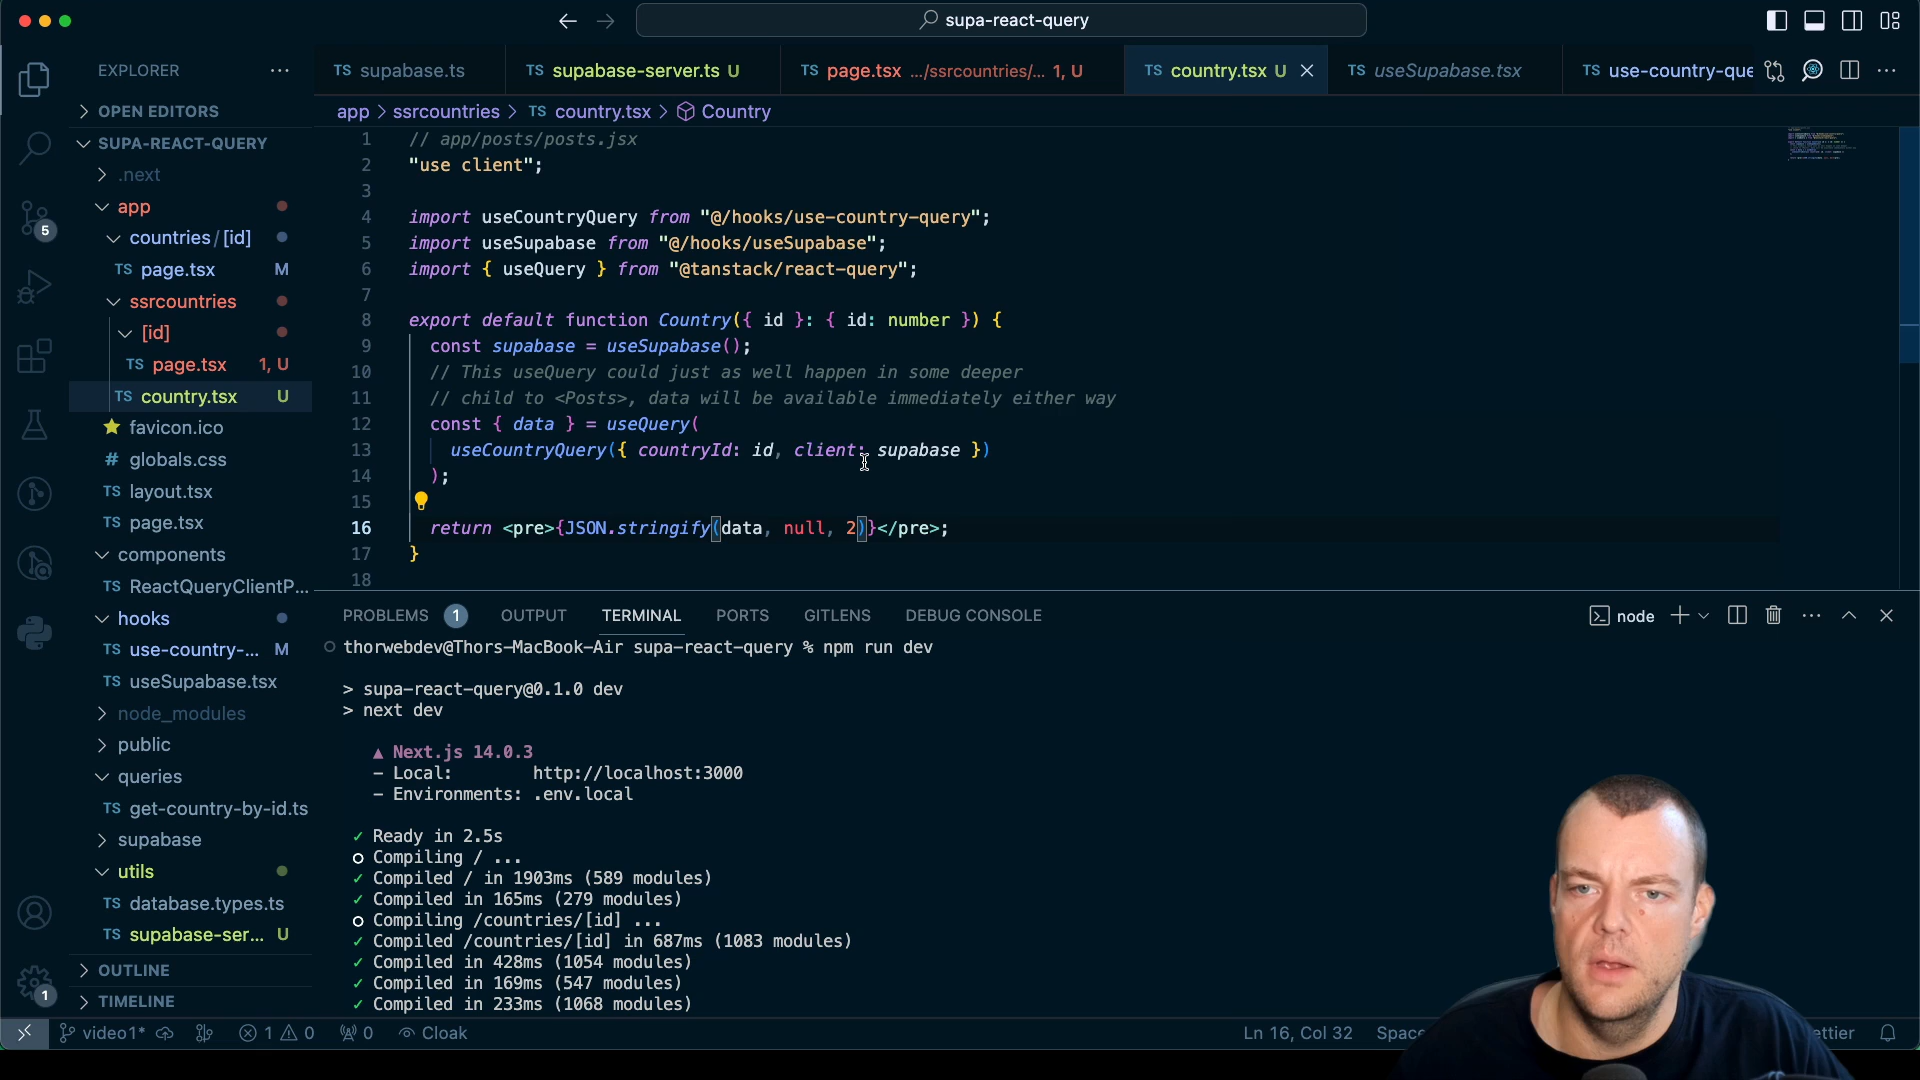 supa-react-query
EXPLORER
TS supabase.ts
TS supabase-server.ts U
TS page.tsx .../ssrcountries/... 1, U
TS country.tsx U
TS useSupabase.tsx
TS use-country-que
OPEN EDITORS
SUPA-REACT-QUERY
.next
app
countries/[id]
TS page.tsx M
ssrcountries
[id]
TS page.tsx 1, U
TS country.tsx U
favicon.ico
# globals.css
TS layout.tsx
TS page.tsx
components
TS ReactQueryClientP...
hooks
TS use-country-... M
TS useSupabase.tsx
node_modules
public
queries
TS get-country-by-id.ts
supabase
utils
TS database.types.ts
TS supabase-ser... U
OUTLINE
TIMELINE
5
1
app > ssrcountries > TS country.tsx > Country
1 // app/posts/posts.jsx
2 "use client";
3
4 import useCountryQuery from "@/hooks/use-country-query";
5 import useSupabase from "@/hooks/useSupabase";
6 import { useQuery } from "@tanstack/react-query";
7
8 export default function Country({ id }: { id: number }) {
9 const supabase = useSupabase();
10 // This useQuery could just as well happen in some deeper
11 // child to <Posts>, data will be available immediately either way
12 const { data } = useQuery(
13 useCountryQuery({ countryId: id, client: supabase })
14 );
15
16 return <pre>{JSON.stringify(data, null, 2)}</pre>;
17 }
18
PROBLEMS 1 OUTPUT TERMINAL PORTS GITLENS DEBUG CONSOLE
node
thorwebdev@Thors-MacBook-Air supa-react-query % npm run dev
> supa-react-query@0.1.0 dev
> next dev
▲ Next.js 14.0.3
- Local: http://localhost:3000
- Environments: .env.local
✓ Ready in 2.5s
○ Compiling / ...
✓ Compiled / in 1903ms (589 modules)
✓ Compiled in 165ms (279 modules)
○ Compiling /countries/[id] ...
✓ Compiled /countries/[id] in 687ms (1083 modules)
✓ Compiled in 428ms (1054 modules)
✓ Compiled in 169ms (547 modules)
✓ Compiled in 233ms (1068 modules)
video1* 1 0 0 Cloak
Ln 16, Col 32